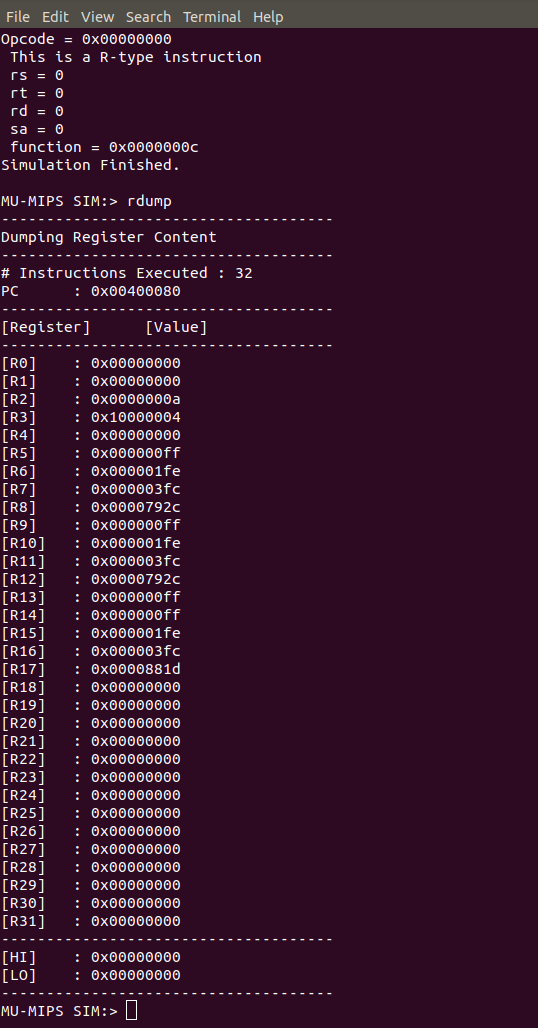 File Edit View Search Terminal Help
Opcode = 0x00000000
 This is a R-type instruction
 rs = 0
 rt = 0
 rd = 0
 sa = 0
 function = 0x0000000c
Simulation Finished.

MU-MIPS SIM:> rdump
-------------------------------------
Dumping Register Content
-------------------------------------
# Instructions Executed : 32
PC      : 0x00400080
-------------------------------------
[Register]      [Value]
-------------------------------------
[R0]    : 0x00000000
[R1]    : 0x00000000
[R2]    : 0x0000000a
[R3]    : 0x10000004
[R4]    : 0x00000000
[R5]    : 0x000000ff
[R6]    : 0x000001fe
[R7]    : 0x000003fc
[R8]    : 0x0000792c
[R9]    : 0x000000ff
[R10]   : 0x000001fe
[R11]   : 0x000003fc
[R12]   : 0x0000792c
[R13]   : 0x000000ff
[R14]   : 0x000000ff
[R15]   : 0x000001fe
[R16]   : 0x000003fc
[R17]   : 0x0000881d
[R18]   : 0x00000000
[R19]   : 0x00000000
[R20]   : 0x00000000
[R21]   : 0x00000000
[R22]   : 0x00000000
[R23]   : 0x00000000
[R24]   : 0x00000000
[R25]   : 0x00000000
[R26]   : 0x00000000
[R27]   : 0x00000000
[R28]   : 0x00000000
[R29]   : 0x00000000
[R30]   : 0x00000000
[R31]   : 0x00000000
-------------------------------------
[HI]    : 0x00000000
[LO]    : 0x00000000
-------------------------------------
MU-MIPS SIM:>